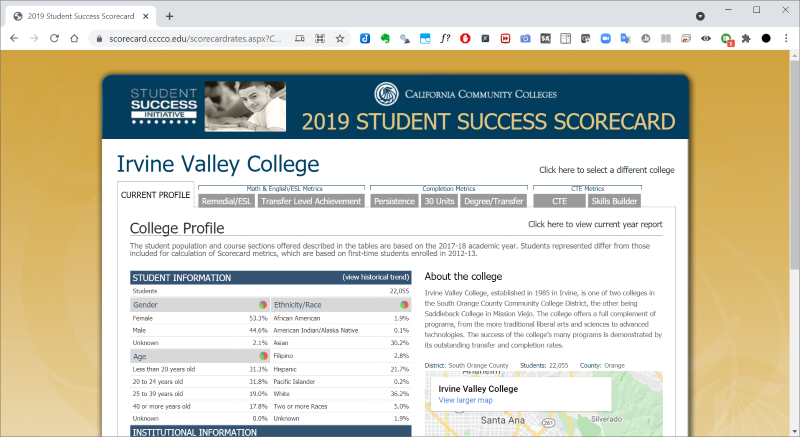 2019 Student Success Scorecard
scorecard.cccco.edu/scorecardrates.aspx?C...
STUDENT
SUCCESS
INITIATIVE
CALIFORNIA COMMUNITY COLLEGES
2019 STUDENT SUCCESS SCORECARD
Irvine Valley College
Click here to select a different college
CURRENT PROFILE
Math & English/ESL Metrics
Completion Metrics
CTE Metrics
Remedial/ESL Transfer Level Achievement Persistence 30 Units Degree/Transfer CTE Skills Builder
College Profile
Click here to view current year report
The student population and course sections offered described in the tables are based on the 2017-18 academic year. Students represented differ from those
included for calculation of Scorecard metrics, which are based on first-time students enrolled in 2012-13.
STUDENT INFORMATION (view historical trend)
Students 22,055
Gender Ethnicity/Race
Female 53.3% African American 1.9%
Male 44.6% American Indian/Alaska Native 0.1%
Unknown 2.1% Asian 30.2%
Age Filipino 2.8%
Less than 20 years old 31.3% Hispanic 21.7%
20 to 24 years old 31.8% Pacific Islander 0.2%
25 to 39 years old 19.0% White 36.2%
40 or more years old 17.8% Two or more Races 5.0%
Unknown 0.0% Unknown 1.9%
INSTITUTIONAL INFORMATION
About the college
Irvine Valley College, established in 1985 in Irvine, is one of two colleges
in the South Orange County Community College District, the other being
Saddleback College in Mission Viejo. The college offers a full complement of
programs, from the more traditional liberal arts and sciences to advanced
technologies. The success of the college's many programs is demonstrated by
its outstanding transfer and completion rates.
District: South Orange County Students: 22,055 County: Orange
Anaheim
Irvine Valley College
View larger map
Santa Ana
261
Silverado